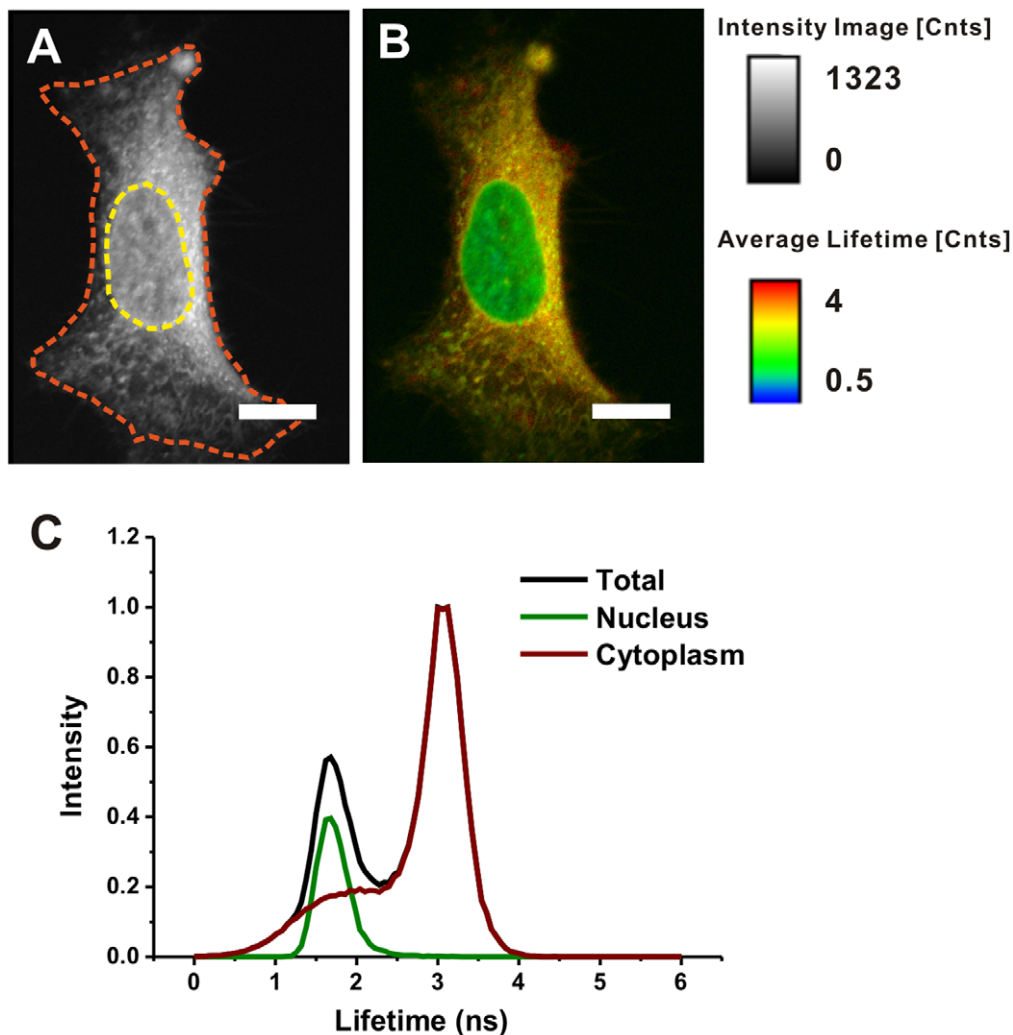 A
B
Intensity Image [Cnts]
1323
0
Average Lifetime [Cnts]
4
0.5
C
1.2
1.0
0.8
0.6
0.4
0.2
0.0
Intensity
Total
Nucleus
Cytoplasm
0 1 2 3 4 5 6
Lifetime (ns)